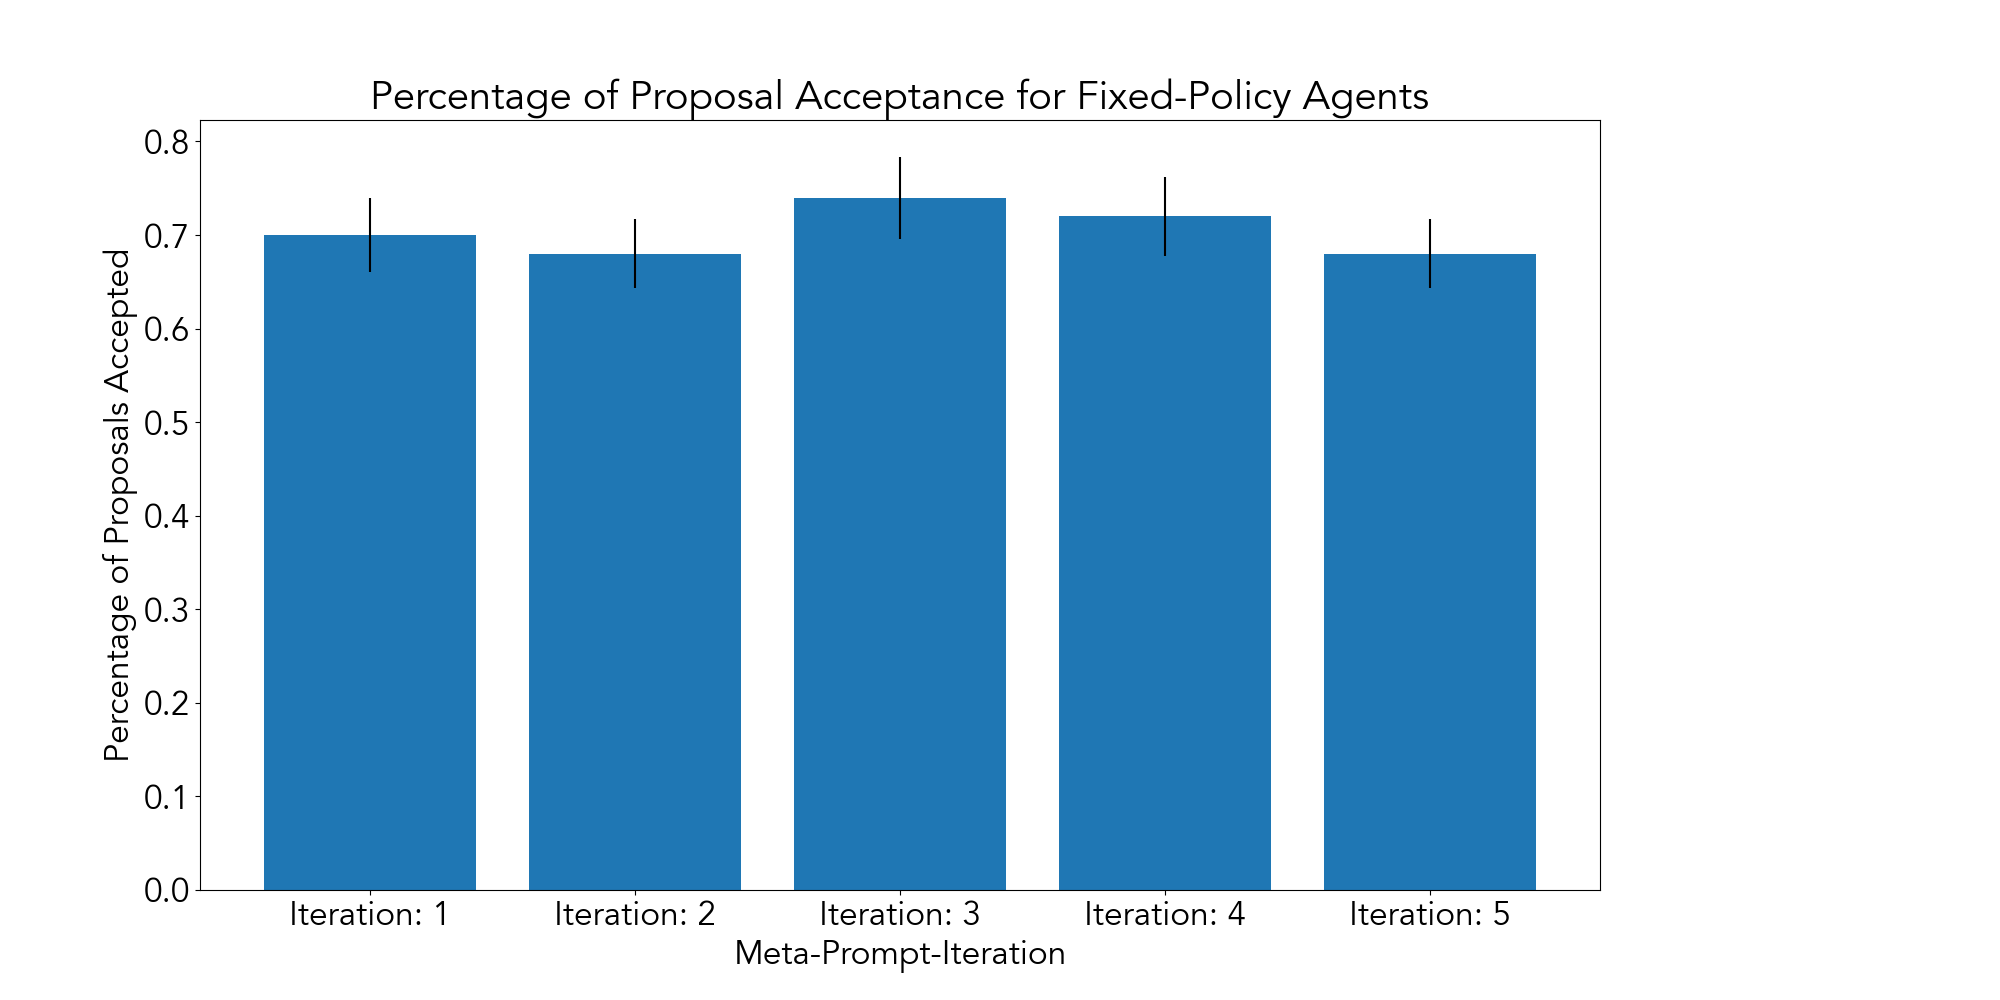 Percentage of Proposal Acceptance for Fixed-Policy Agents
Percentage of Proposals Accepted
0.8
0.7
0.6
0.5
0.4
0.3
0.2
0.1
0.0
Iteration: 1 Iteration: 2 Iteration: 3 Iteration: 4 Iteration: 5
Meta-Prompt-Iteration